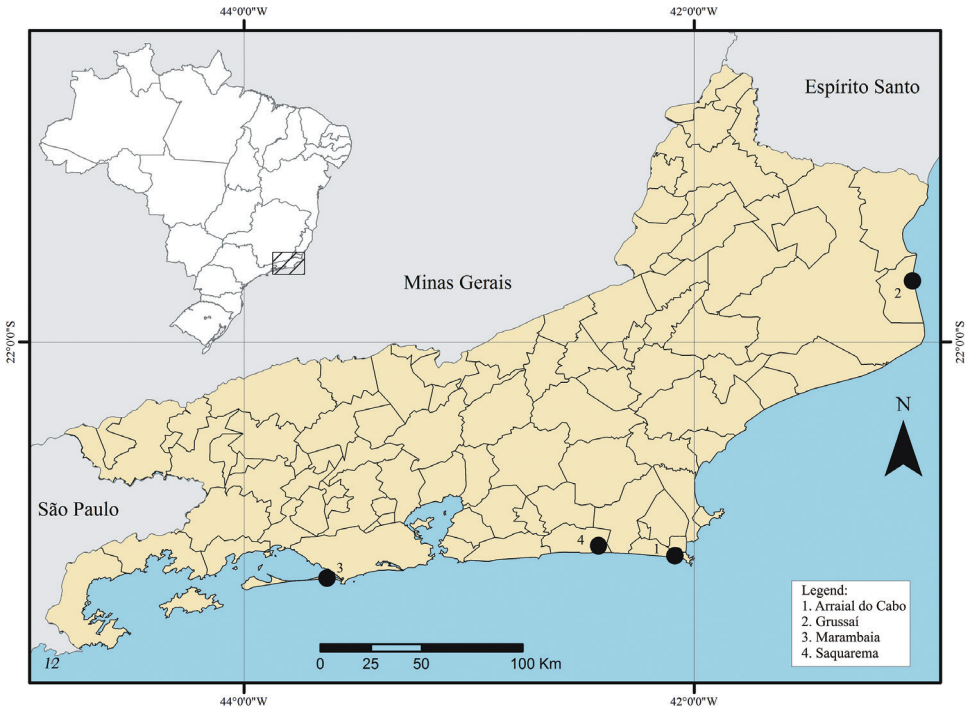 44°0'0"W
42°0'0"W
Espírito Santo
Minas Gerais
2
22°0'0"S
22°0'0"S
N
São Paulo
4
1
3
Legend:
1. Arraial do Cabo
2. Grussaí
3. Marambaia
4. Saquarema
12
0 25 50 100 Km
44°0'0"W
42°0'0"W